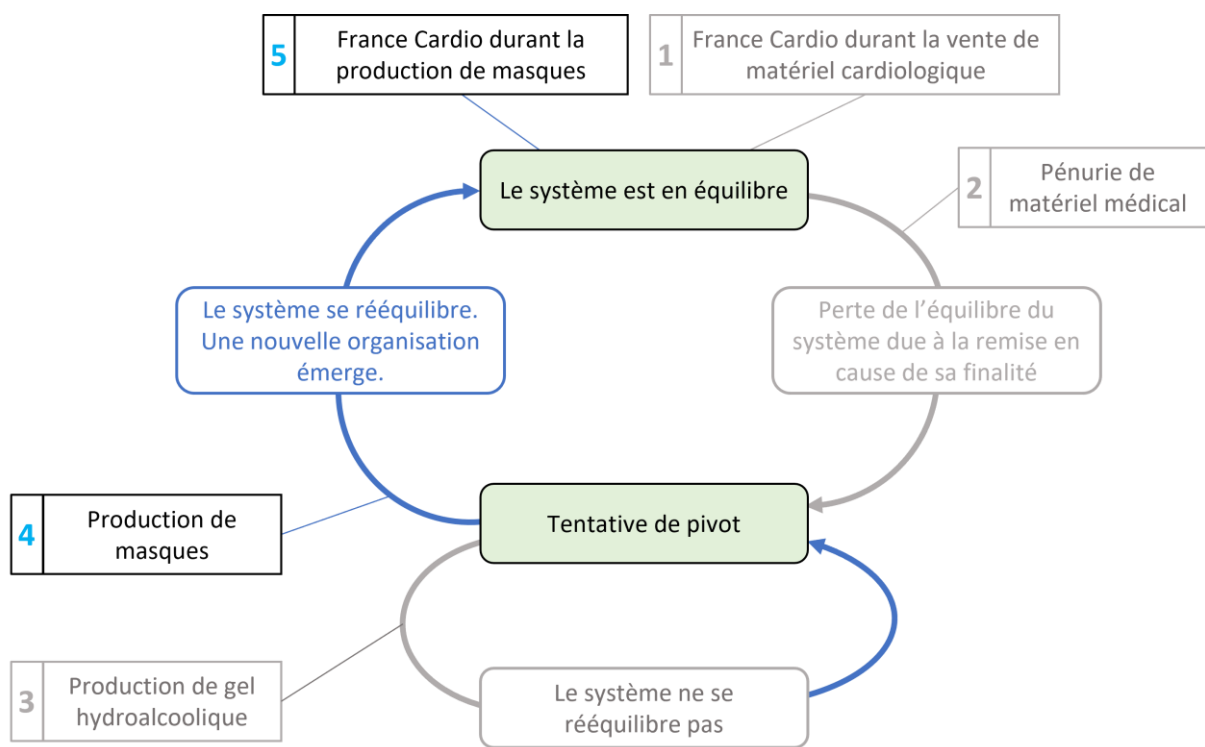 5
France Cardio durant la
production de masques
1
France Cardio durant la vente de
matériel cardiologique
Le système est en équilibre
2
Pénurie de
matériel médical
Le système se rééquilibre.
Une nouvelle organisation
émerge.
Perte de l’équilibre du
système due à la remise en
cause de sa finalité
4
Production de
masques
Tentative de pivot
3
Production de gel
hydroalcoolique
Le système ne se
rééquilibre pas